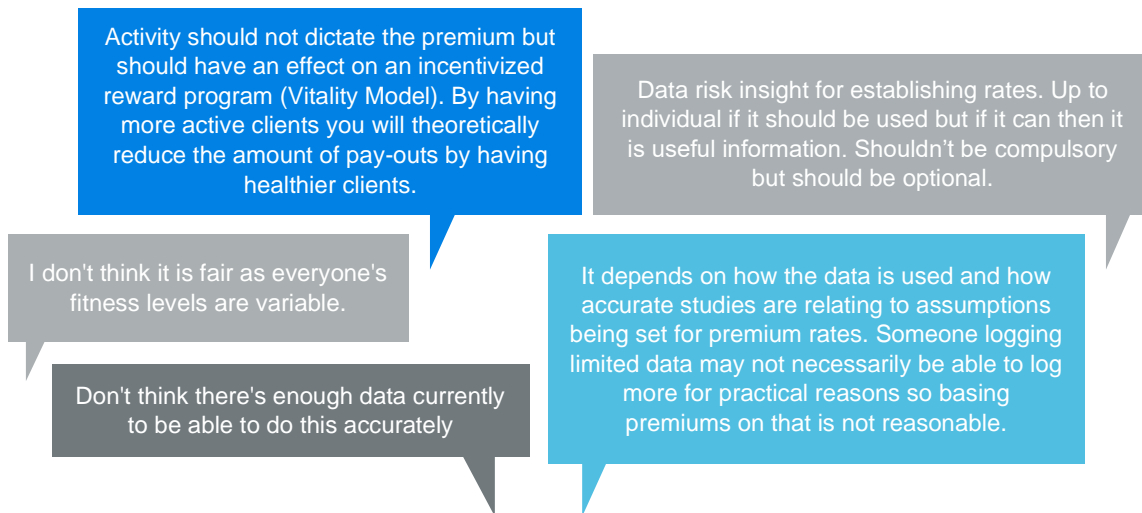 Activity should not dictate the premium but
should have an effect on an incentivized
reward program (Vitality Model). By having
more active clients you will theoretically
reduce the amount of pay-outs by having
healthier clients.
Data risk insight for establishing rates. Up to
individual if it should be used but if it can then it
is useful information. Shouldn’t be compulsory
but should be optional.
I don't think it is fair as everyone's
fitness levels are variable.
It depends on how the data is used and how
accurate studies are relating to assumptions
being set for premium rates. Someone logging
limited data may not necessarily be able to log
more for practical reasons so basing
premiums on that is not reasonable.
Don't think there's enough data currently
to be able to do this accurately